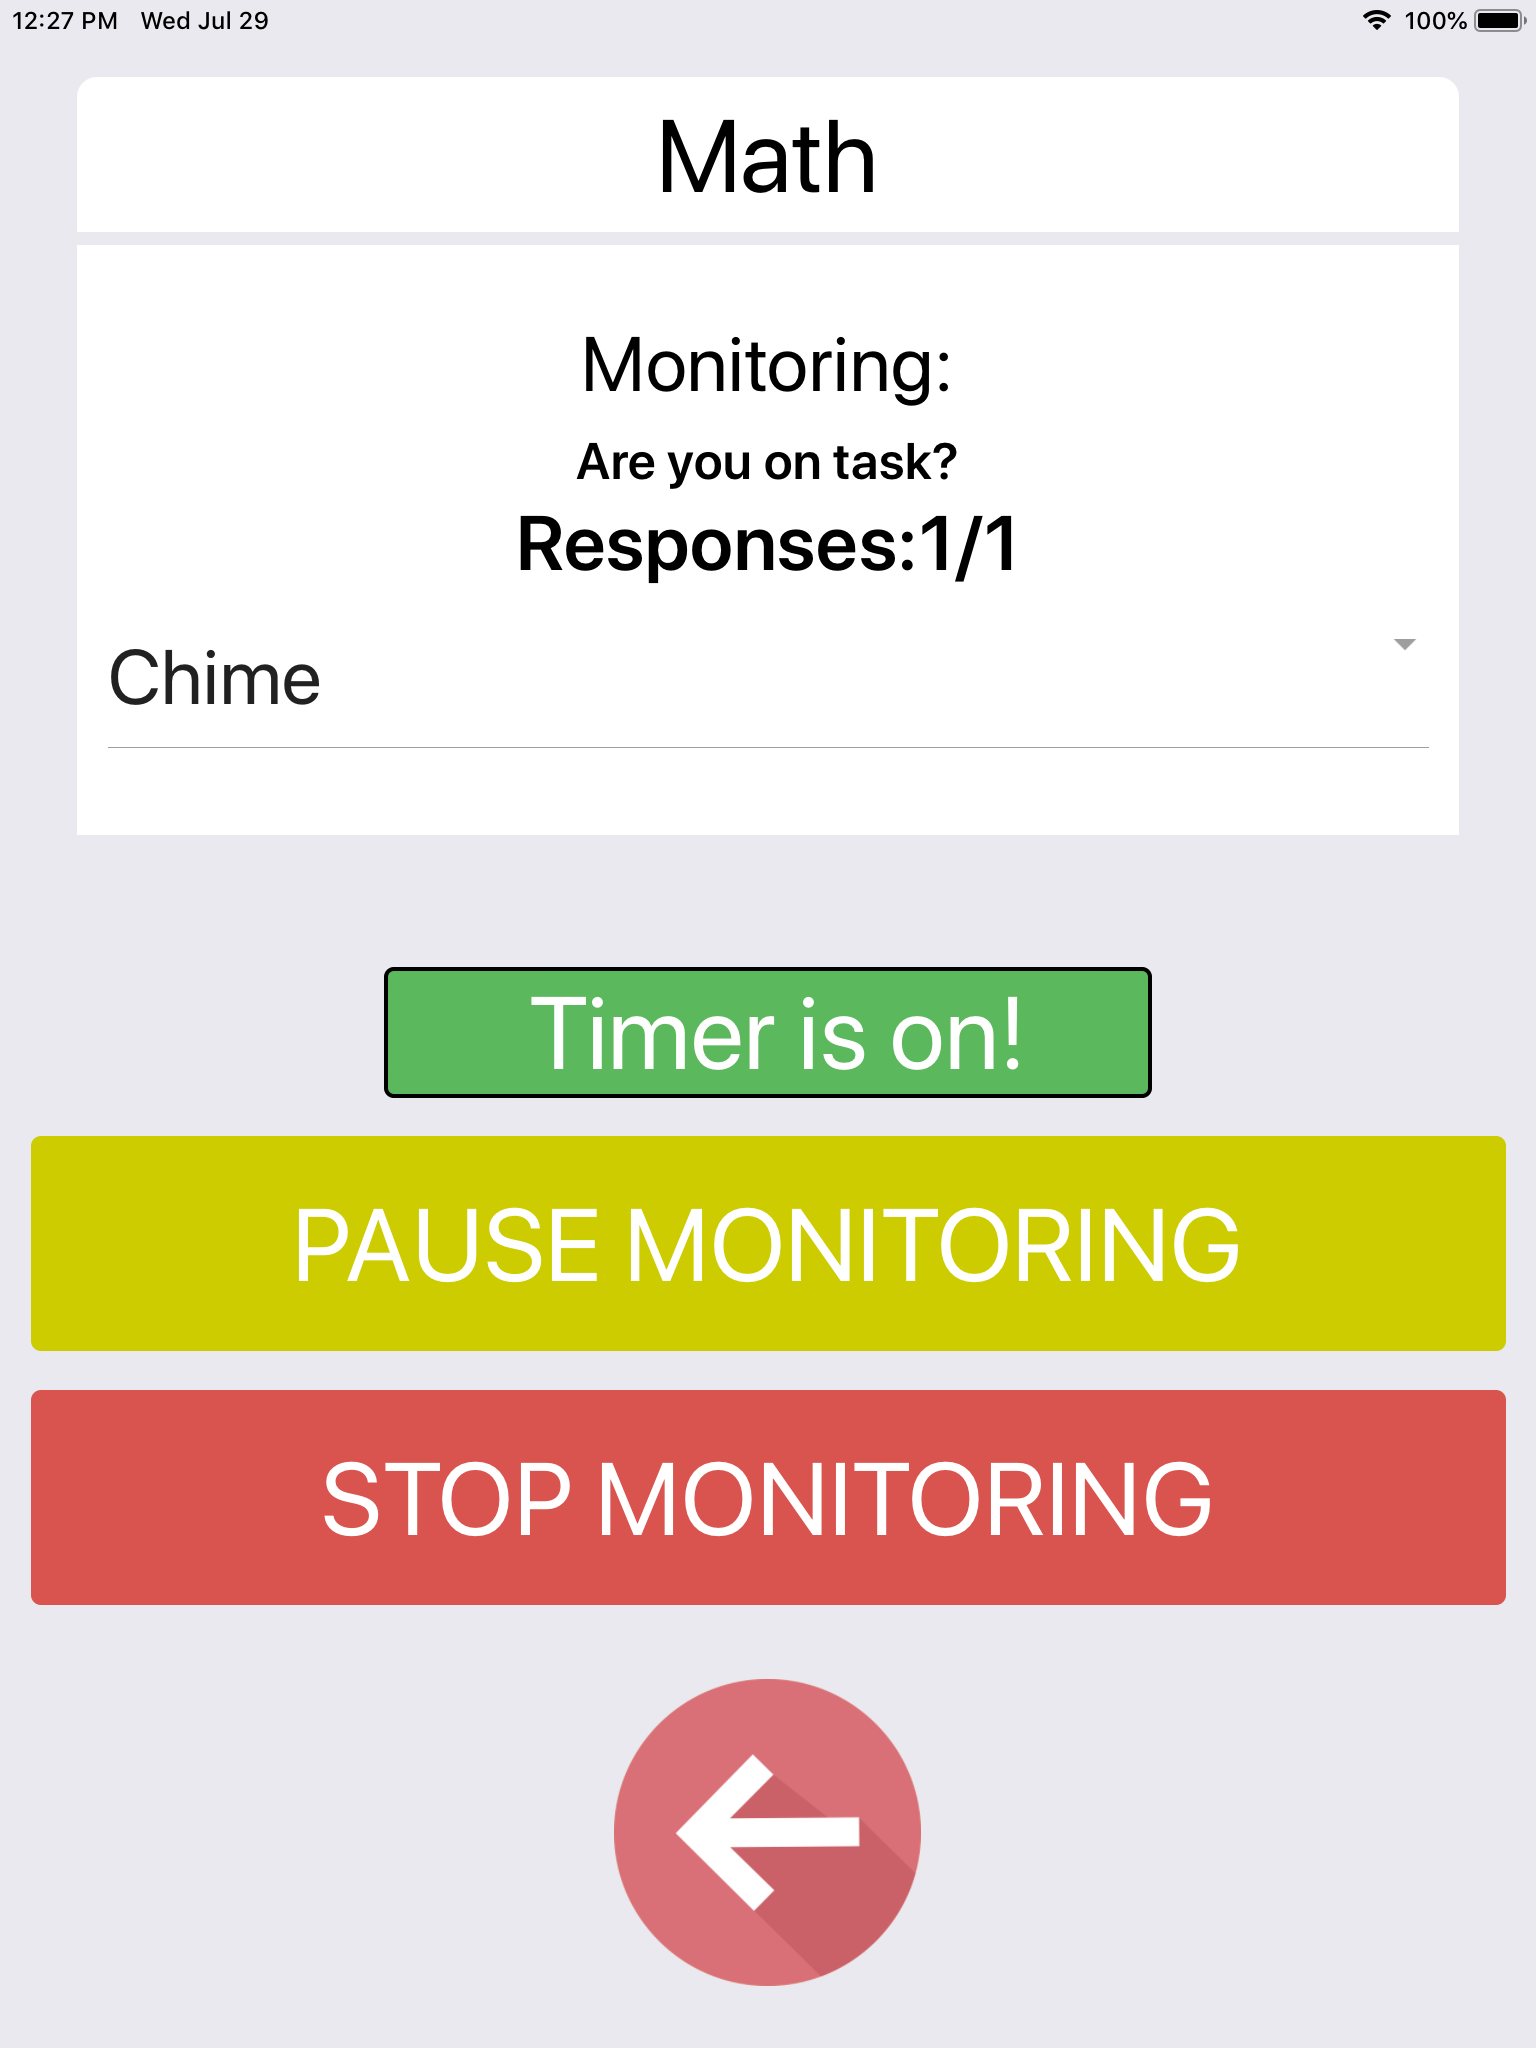 12:27 PM Wed Jul 29 100%
Math
Monitoring:
Are you on task?
Responses:1/1
Chime
Timer is on!
PAUSE MONITORING
STOP MONITORING